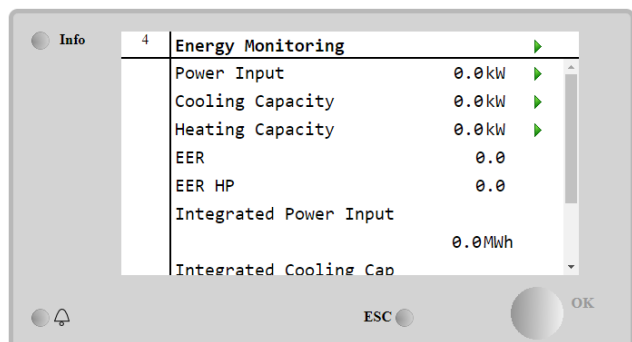 Info
4 Energy Monitoring
Power Input 0.0kW
Cooling Capacity 0.0kW
Heating Capacity 0.0kW
EER 0.0
EER HP 0.0
Integrated Power Input
0.0MWh
Integrated Cooling Cap
ESC
OK